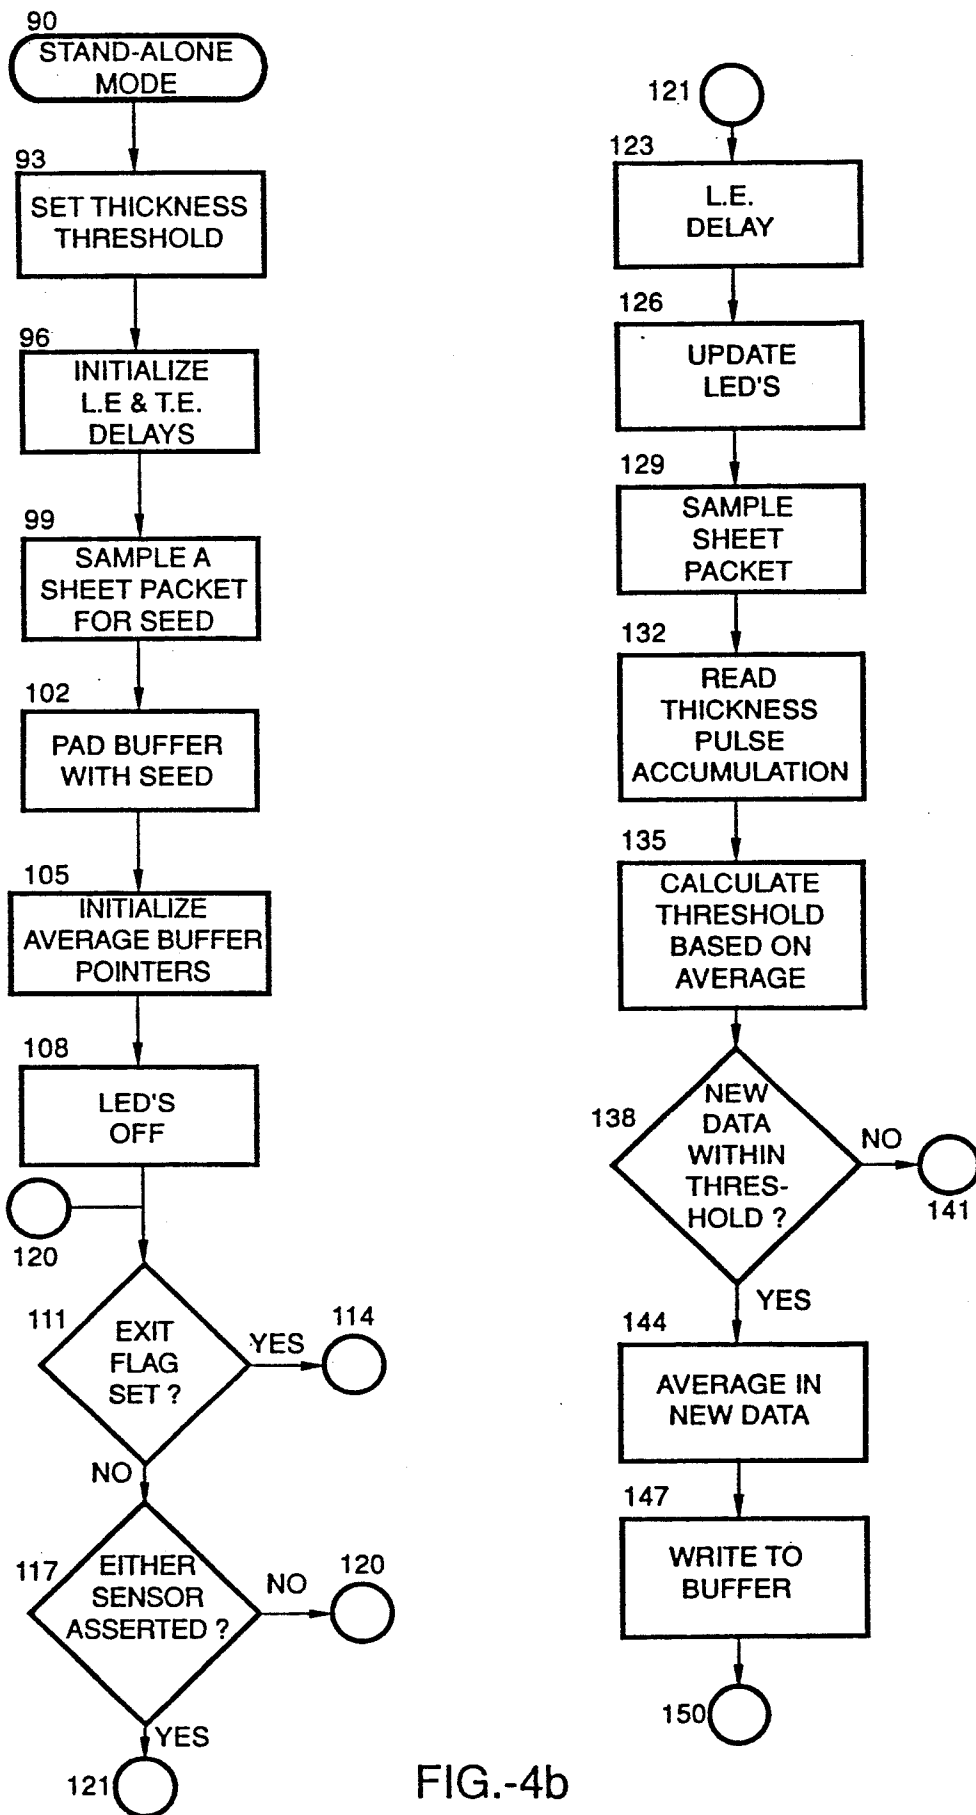 90
STAND-ALONE
MODE
93
SET THICKNESS
THRESHOLD
96
INITIALIZE
L.E & T.E.
DELAYS
99
SAMPLE A
SHEET PACKET
FOR SEED
102
PAD BUFFER
WITH SEED
105
INITIALIZE
AVERAGE BUFFER
POINTERS
108
LED'S
OFF
120
111
EXIT
FLAG
SET ?
YES
114
NO
117
EITHER
SENSOR
ASSERTED ?
NO
120
YES
121
121
123
L.E.
DELAY
126
UPDATE
LED'S
129
SAMPLE
SHEET
PACKET
132
READ
THICKNESS
PULSE
ACCUMULATION
135
CALCULATE
THRESHOLD
BASED ON
AVERAGE
138
NEW
DATA
WITHIN
THRES-
HOLD ?
NO
141
YES
144
AVERAGE IN
NEW DATA
147
WRITE TO
BUFFER
150
FIG.-4b